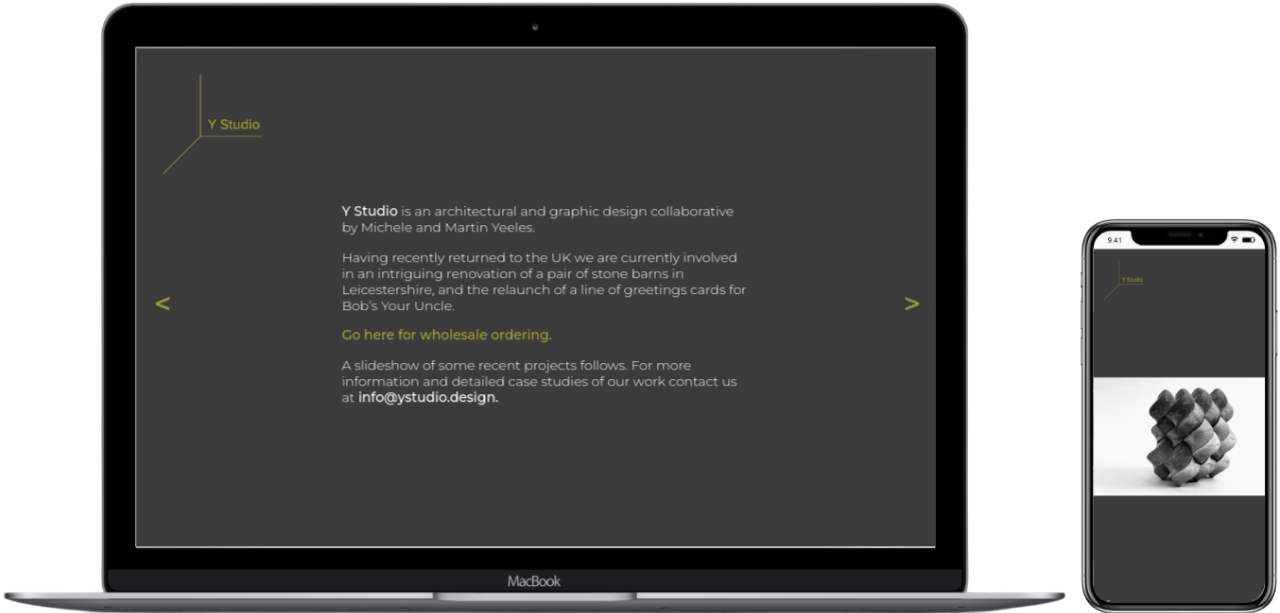 Y Studio
Y Studio is an architectural and graphic design collaborative
by Michele and Martin Yeeles.
Having recently returned to the UK we are currently involved
in an intriguing renovation of a pair of stone barns in
Leicestershire, and the relaunch of a line of greetings cards for
Bob's Your Uncle.
<
>
Go here for wholesale ordering.
A slideshow of some recent projects follows. For more
information and detailed case studies of our work contact us
at info@ystudio.design.
MacBook
9:41
Y Studio